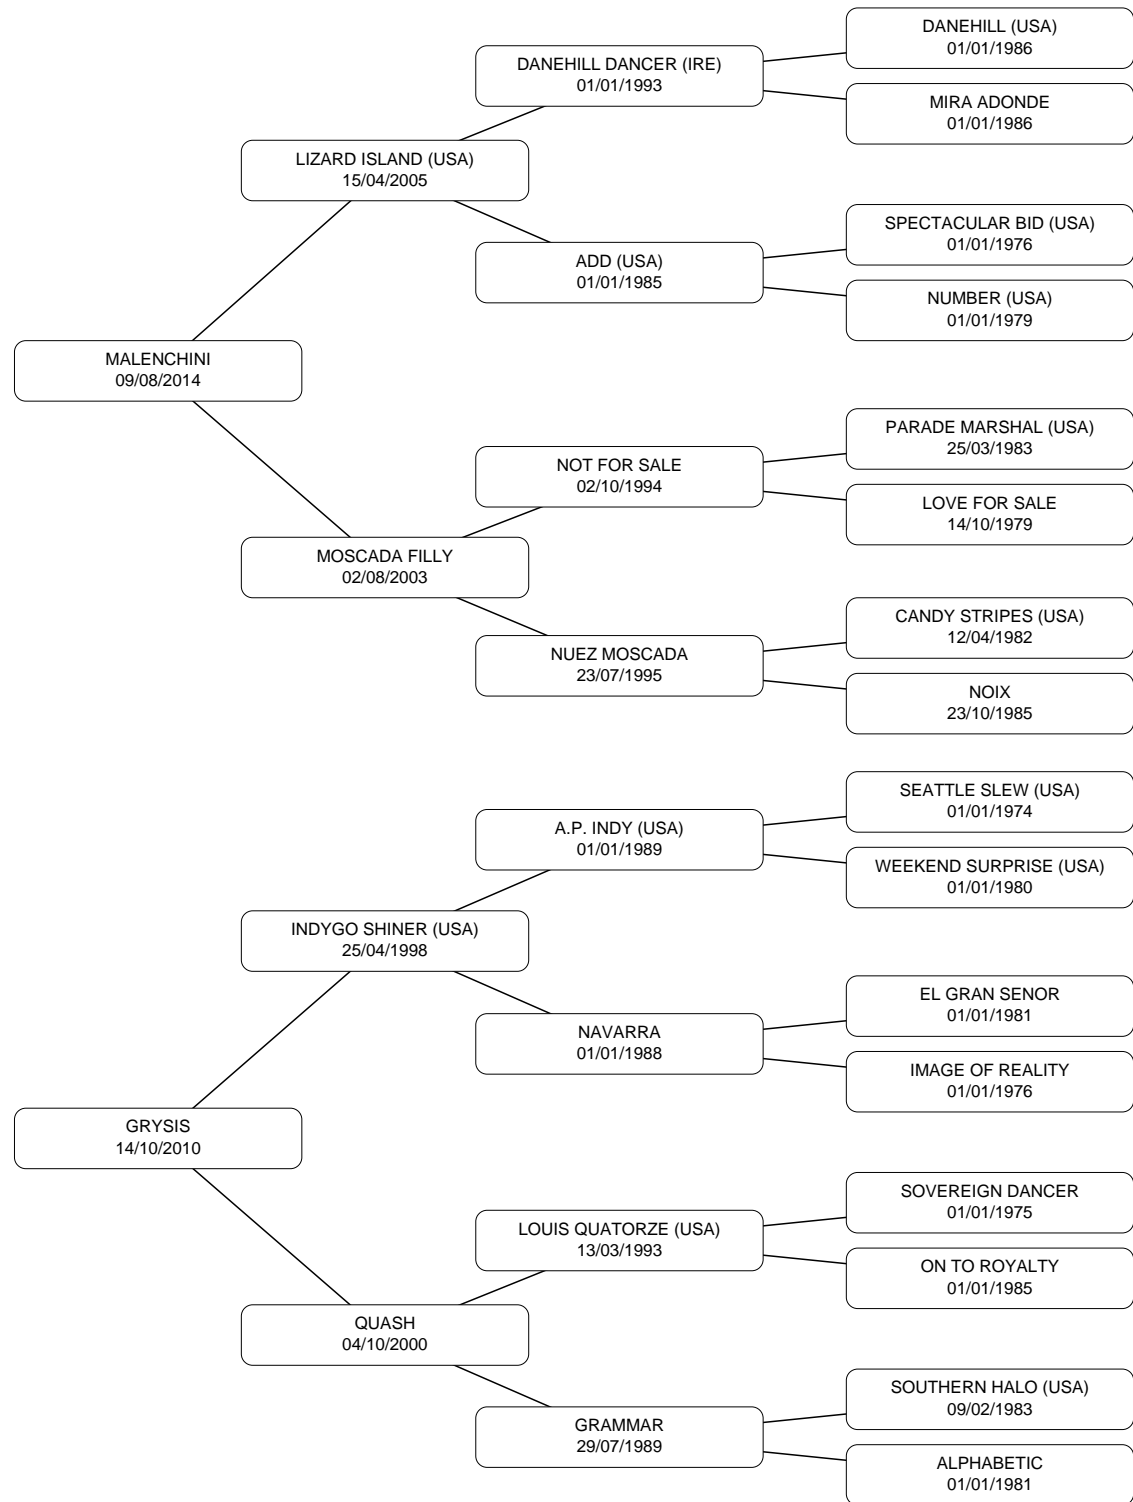 DANEHILL (USA)
01/01/1986
DANEHILL DANCER (IRE)
01/01/1993
MIRA ADONDE
01/01/1986
LIZARD ISLAND (USA)
15/04/2005
SPECTACULAR BID (USA)
01/01/1976
ADD (USA)
01/01/1985
NUMBER (USA)
01/01/1979
MALENCHINI
09/08/2014
PARADE MARSHAL (USA)
25/03/1983
NOT FOR SALE
02/10/1994
LOVE FOR SALE
14/10/1979
MOSCADA FILLY
02/08/2003
CANDY STRIPES (USA)
12/04/1982
NUEZ MOSCADA
23/07/1995
NOIX
23/10/1985
SEATTLE SLEW (USA)
01/01/1974
A.P. INDY (USA)
01/01/1989
WEEKEND SURPRISE (USA)
01/01/1980
INDYGO SHINER (USA)
25/04/1998
EL GRAN SENOR
01/01/1981
NAVARRA
01/01/1988
IMAGE OF REALITY
01/01/1976
GRYSIS
14/10/2010
SOVEREIGN DANCER
01/01/1975
LOUIS QUATORZE (USA)
13/03/1993
ON TO ROYALTY
01/01/1985
QUASH
04/10/2000
SOUTHERN HALO (USA)
09/02/1983
GRAMMAR
29/07/1989
ALPHABETIC
01/01/1981